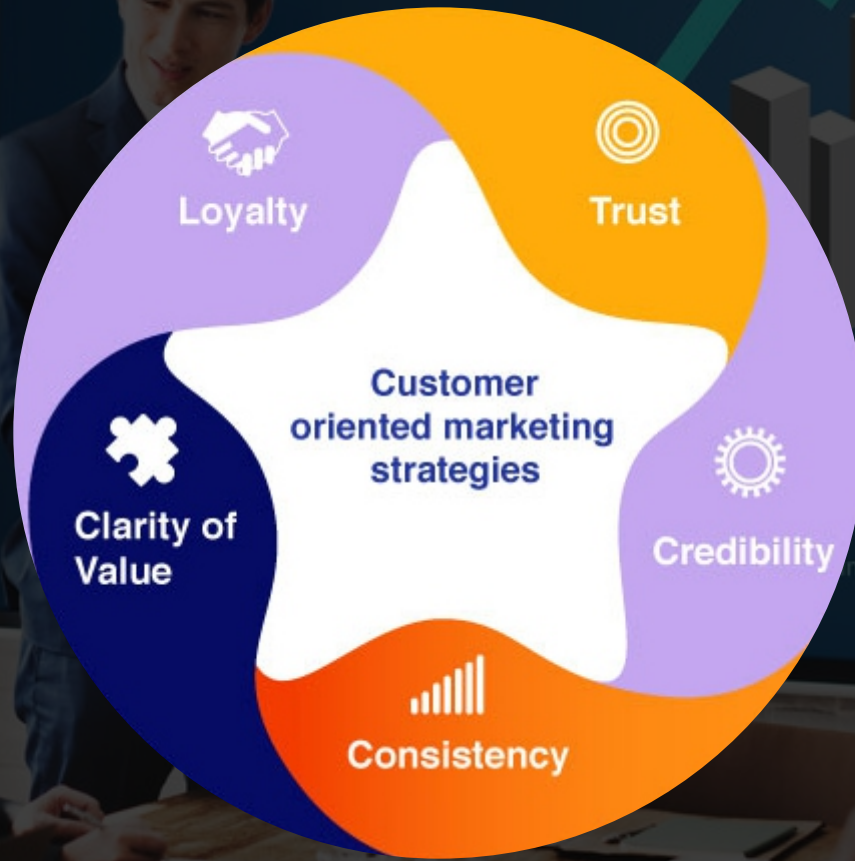 Loyalty
Trust
Customer
oriented marketing
strategies
Clarity of
Value
Credibility
Consistency